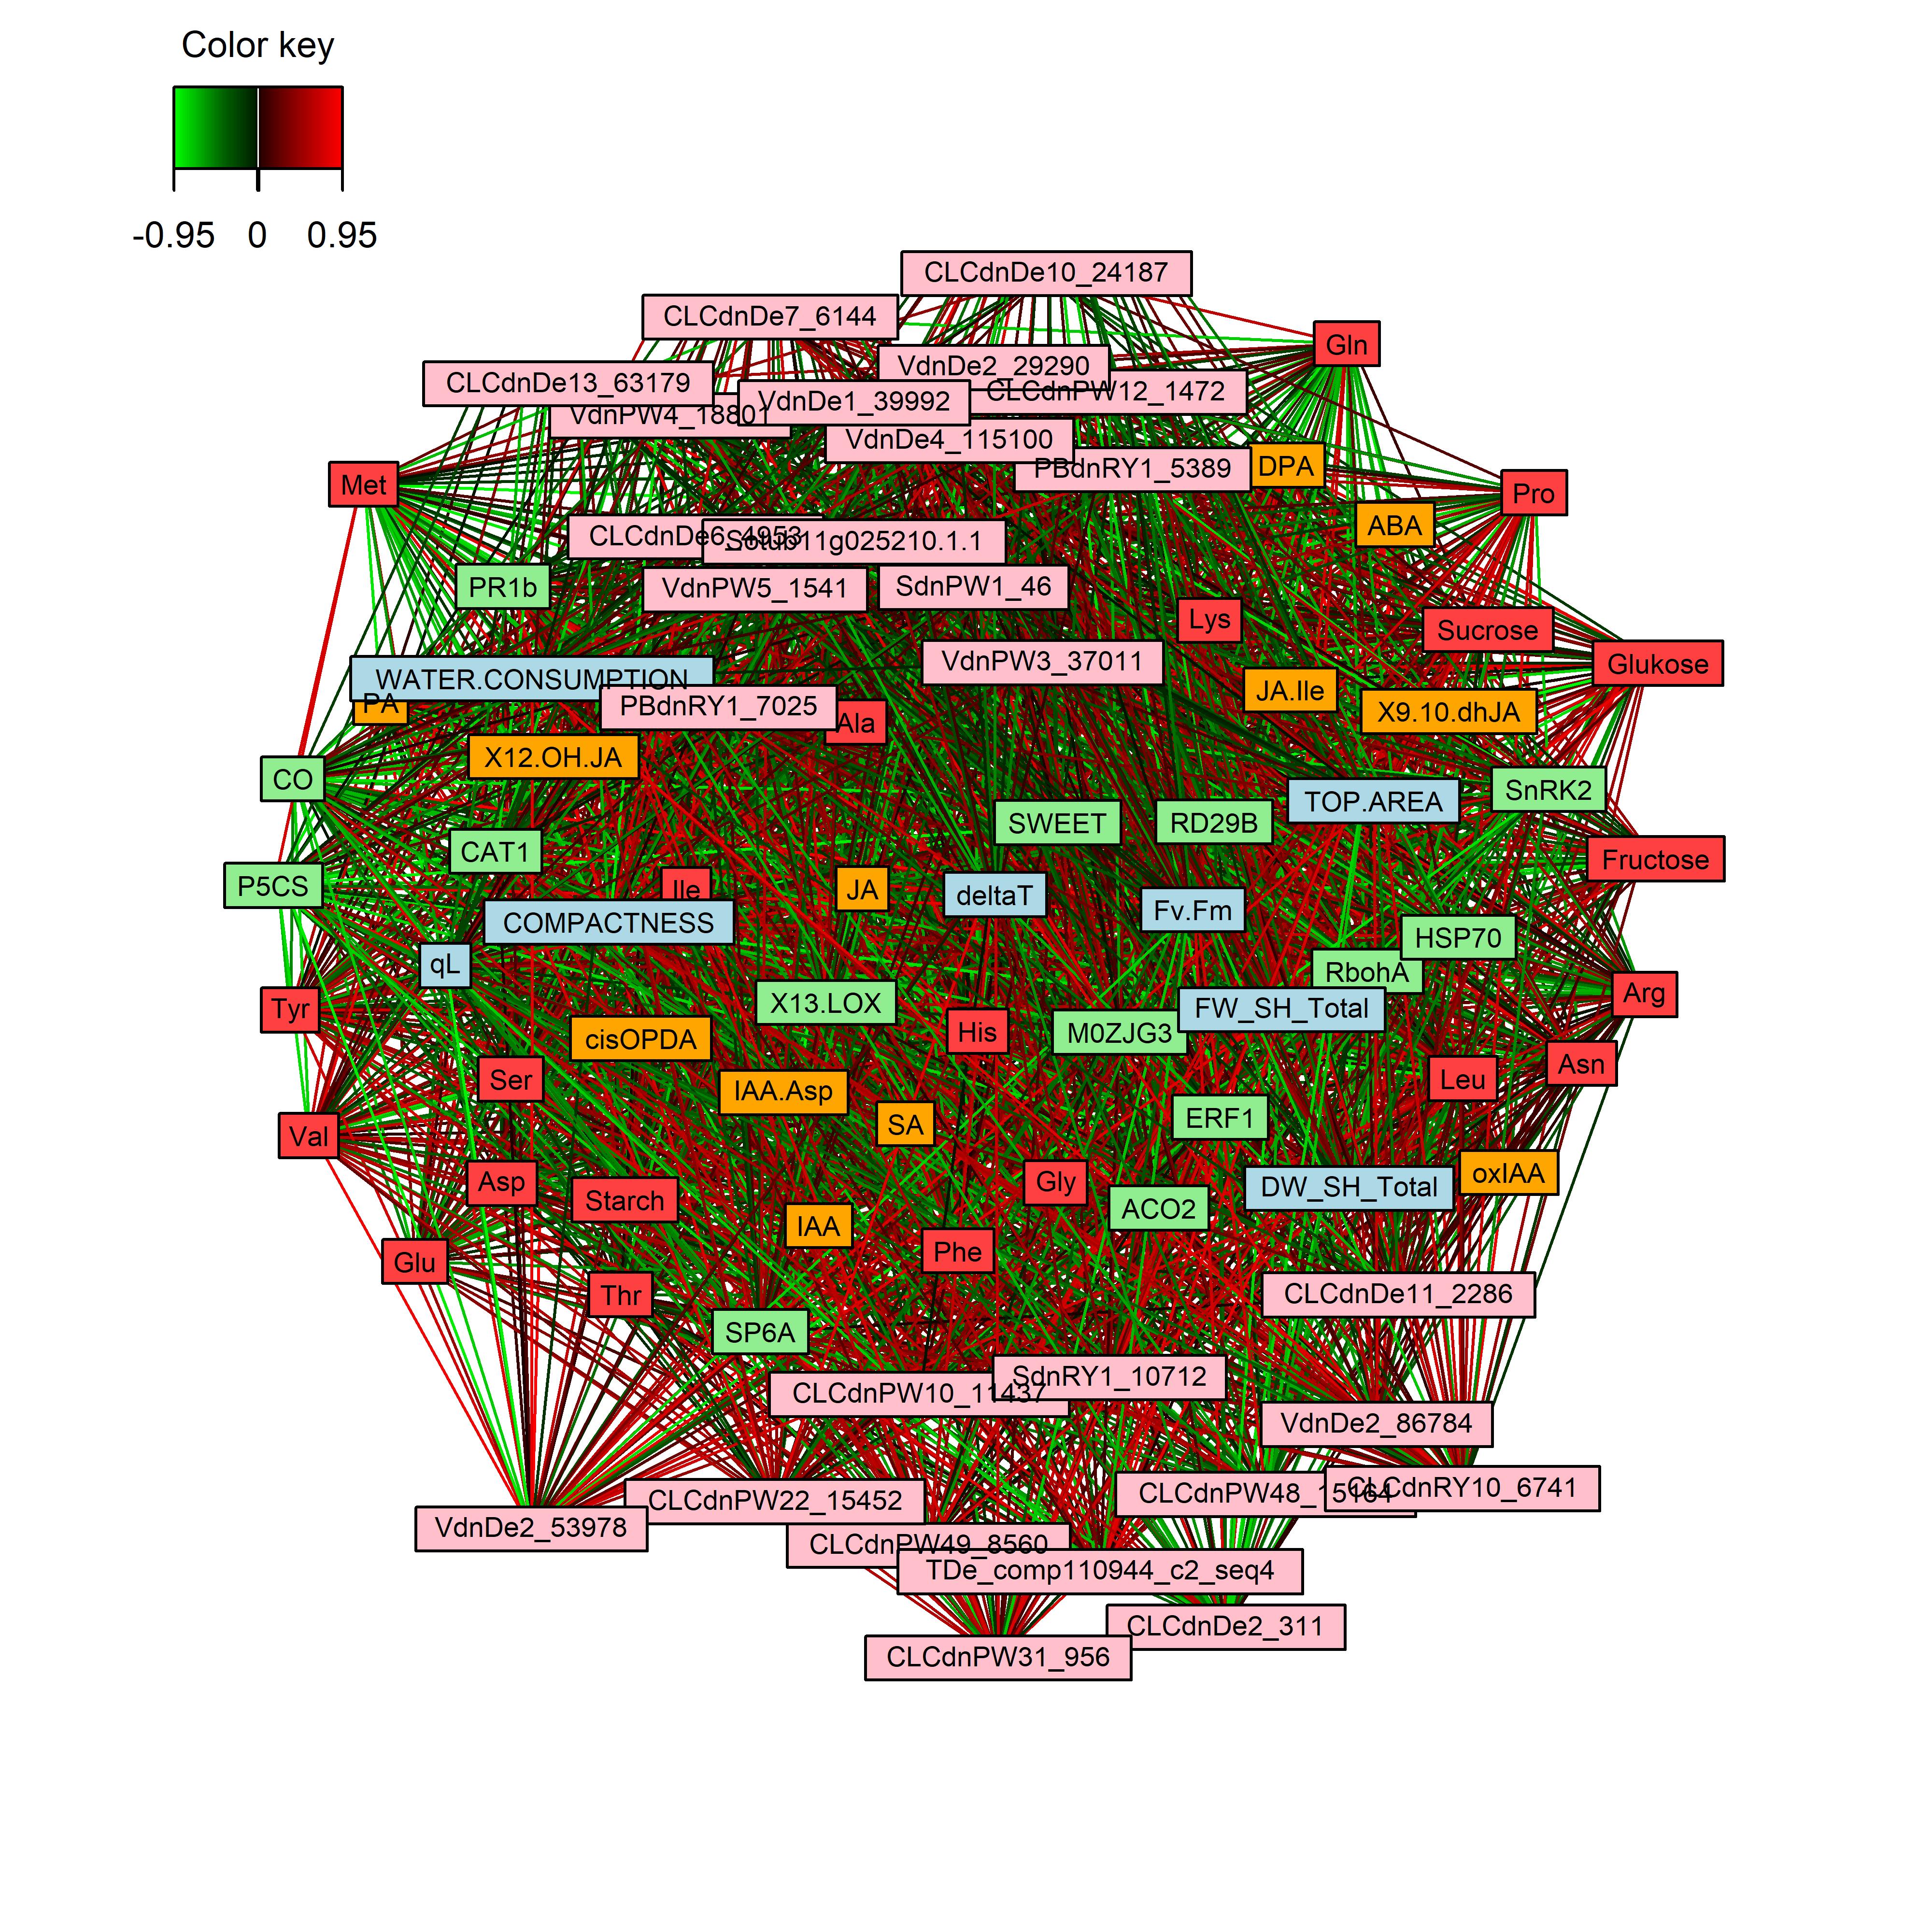 Color key
-0.95 0 0.95
CLCdnDe10_24187
CLCdnDe7_6144
Gln
VdnDe2_29290
CLCdnDe13_63179
CLCdnPW12_1472
VdnDe1_39992
VdnPW4_18801
VdnDe4_115100
PBdnRY1_5389
DPA
Met
Pro
ABA
CLCdnDe6_4953
Sotub11g025210.1.1
PR1b
VdnPW5_1541
SdnPW1_46
Lys
Sucrose
VdnPW3_37011
Glukose
WATER.CONSUMPTION
JA.Ile
PA
PBdnRY1_7025
X9.10.dhJA
Ala
X12.OH.JA
CO
SnRK2
TOP.AREA
SWEET
RD29B
CAT1
Fructose
P5CS
Ile
JA
deltaT
Fv.Fm
COMPACTNESS
HSP70
qL
RbohA
Arg
Tyr
X13.LOX
FW_SH_Total
His
M0ZJG3
cisOPDA
Asn
Ser
Leu
IAA.Asp
SA
ERF1
Val
oxIAA
Asp
Gly
DW_SH_Total
Starch
ACO2
IAA
Glu
Phe
Thr
CLCdnDe11_2286
SP6A
SdnRY1_10712
CLCdnPW10_11437
VdnDe2_86784
CLCdnRY10_6741
CLCdnPW48_15164
CLCdnPW22_15452
VdnDe2_53978
CLCdnPW49_8560
TDe_comp110944_c2_seq4
CLCdnDe2_311
CLCdnPW31_956